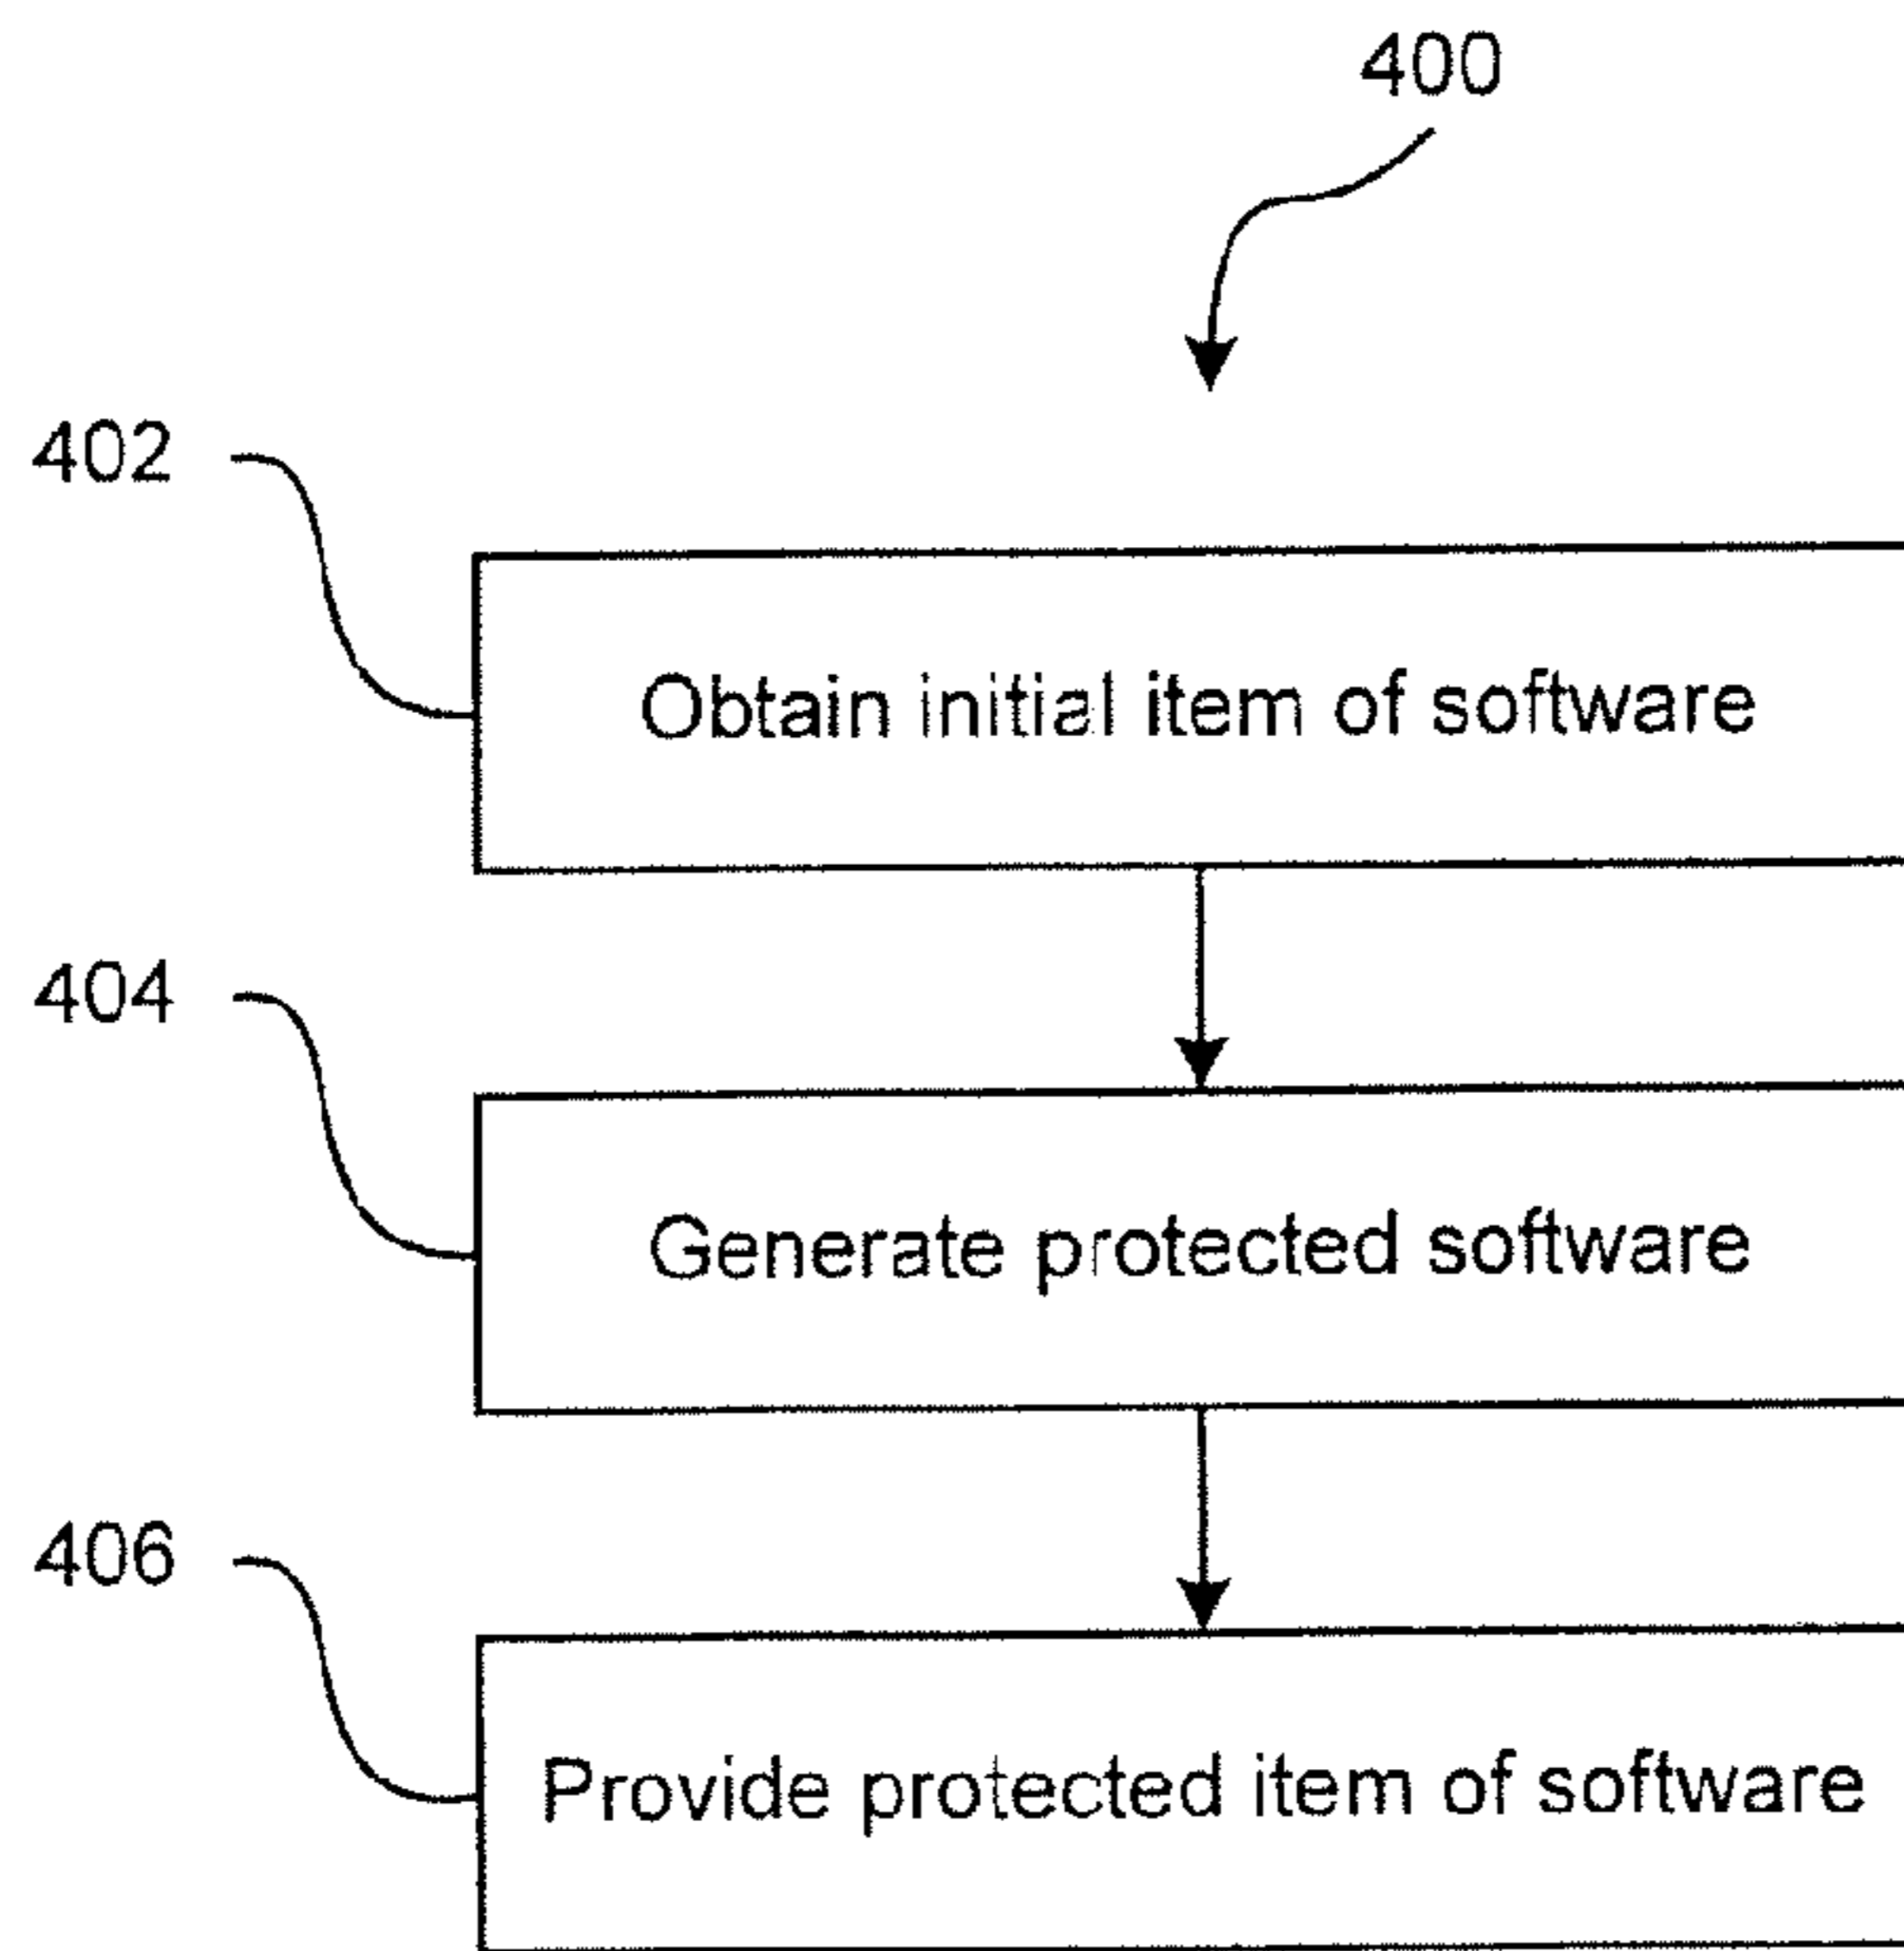 400
402
Obtain initial item of software
404
Generate protected software
406
Provide protected item of software